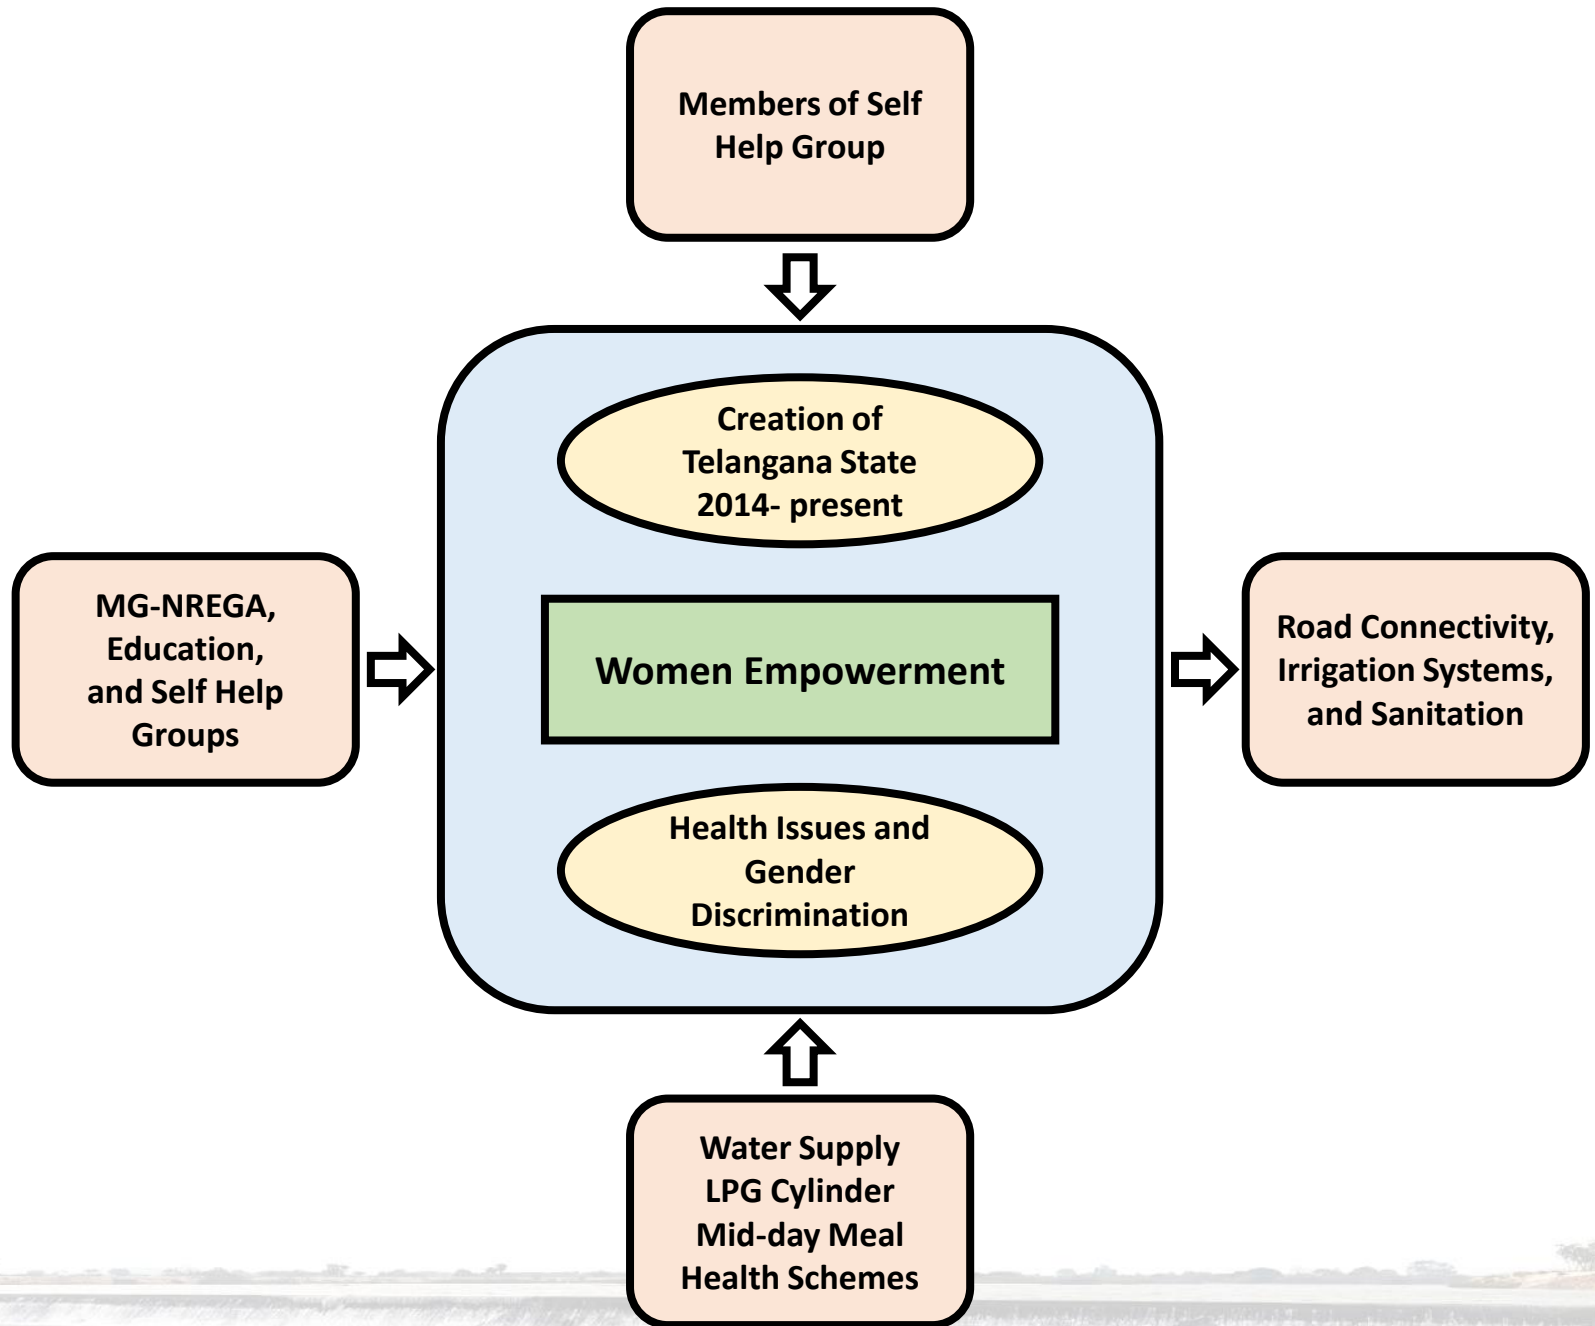 Members of Self
Help Group
Creation of
Telangana State
2014- present
MG-NREGA,
Education,
and Self Help
Groups
Women Empowerment
Road Connectivity,
Irrigation Systems,
and Sanitation
Health Issues and
Gender
Discrimination
Water Supply
LPG Cylinder
Mid-day Meal
Health Schemes